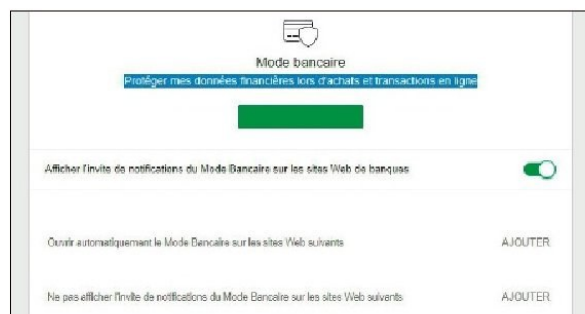 Mode bancaire
Protéger mes données financières lors d'achats et transactions en ligne
Afficher l'invite de notifications du Mode Bancaire sur les sites Web de banques
Ouvrir automatiquement le Mode Bancaire sur les sites Web suivants AJOUTER
Ne pas afficher l'invite de notifications du Mode Bancaire sur les sites Web suivants AJOUTER